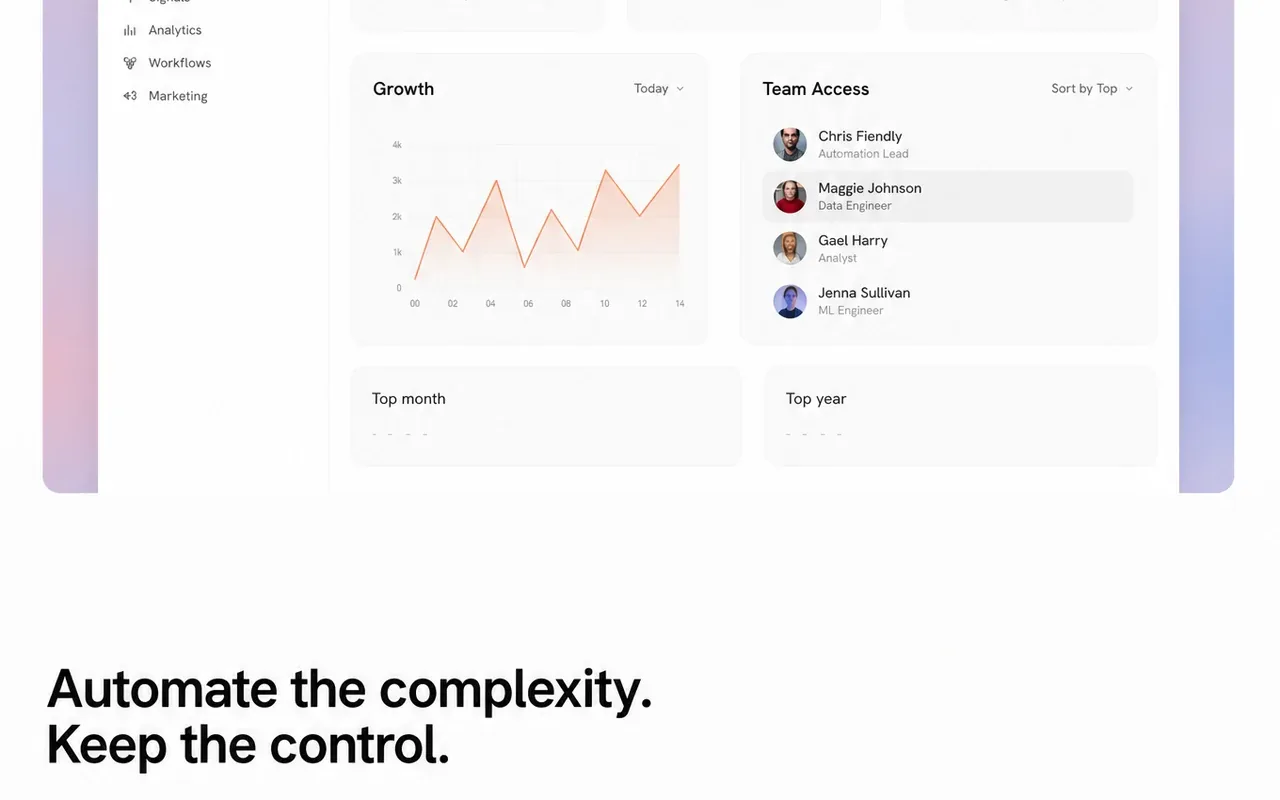 Signals
Analytics
Workflows
Marketing
Growth
Today
4k
3k
2k
1k
0
00 02 04 06 08 10 12 14
Team Access
Sort by Top
Chris Fiendly
Automation Lead
Maggie Johnson
Data Engineer
Gael Harry
Analyst
Jenna Sullivan
ML Engineer
Top month
- - - -
Top year
- - - -
Automate the complexity.
Keep the control.